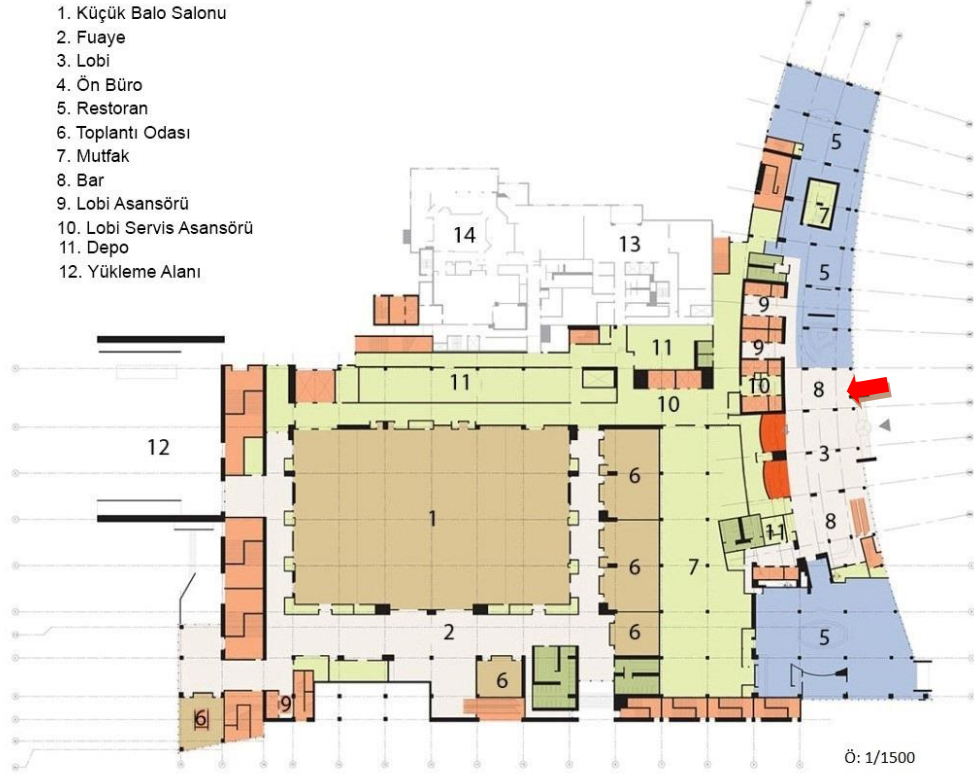 1. Küçük Balo Salonu
2. Fuaye
3. Lobi
4. Ön Büro
5. Restoran
6. Toplantı Odası
7. Mutfak
8. Bar
9. Lobi Asansörü
10. Lobi Servis Asansörü
11. Depo
12. Yükleme Alanı
5
7
14
13
5
9
9
11
11
10
10
8
12
3
6
1
8
11
6
7
2
6
5
6
9
6
Ö: 1/1500